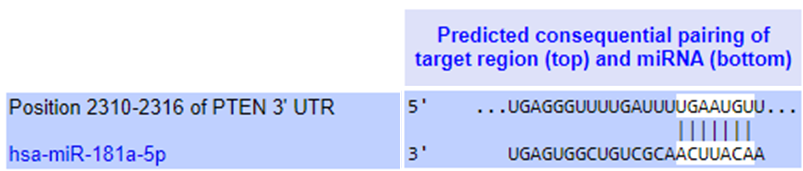 Predicted consequential pairing of
target region (top) and miRNA (bottom)
Position 2310-2316 of PTEN 3' UTR 5' ...UGAGGGUUUUGAUUUUGAAUGUU...
hsa-miR-181a-5p 3' UGAGUGGCUGUCGCAACUUACAA